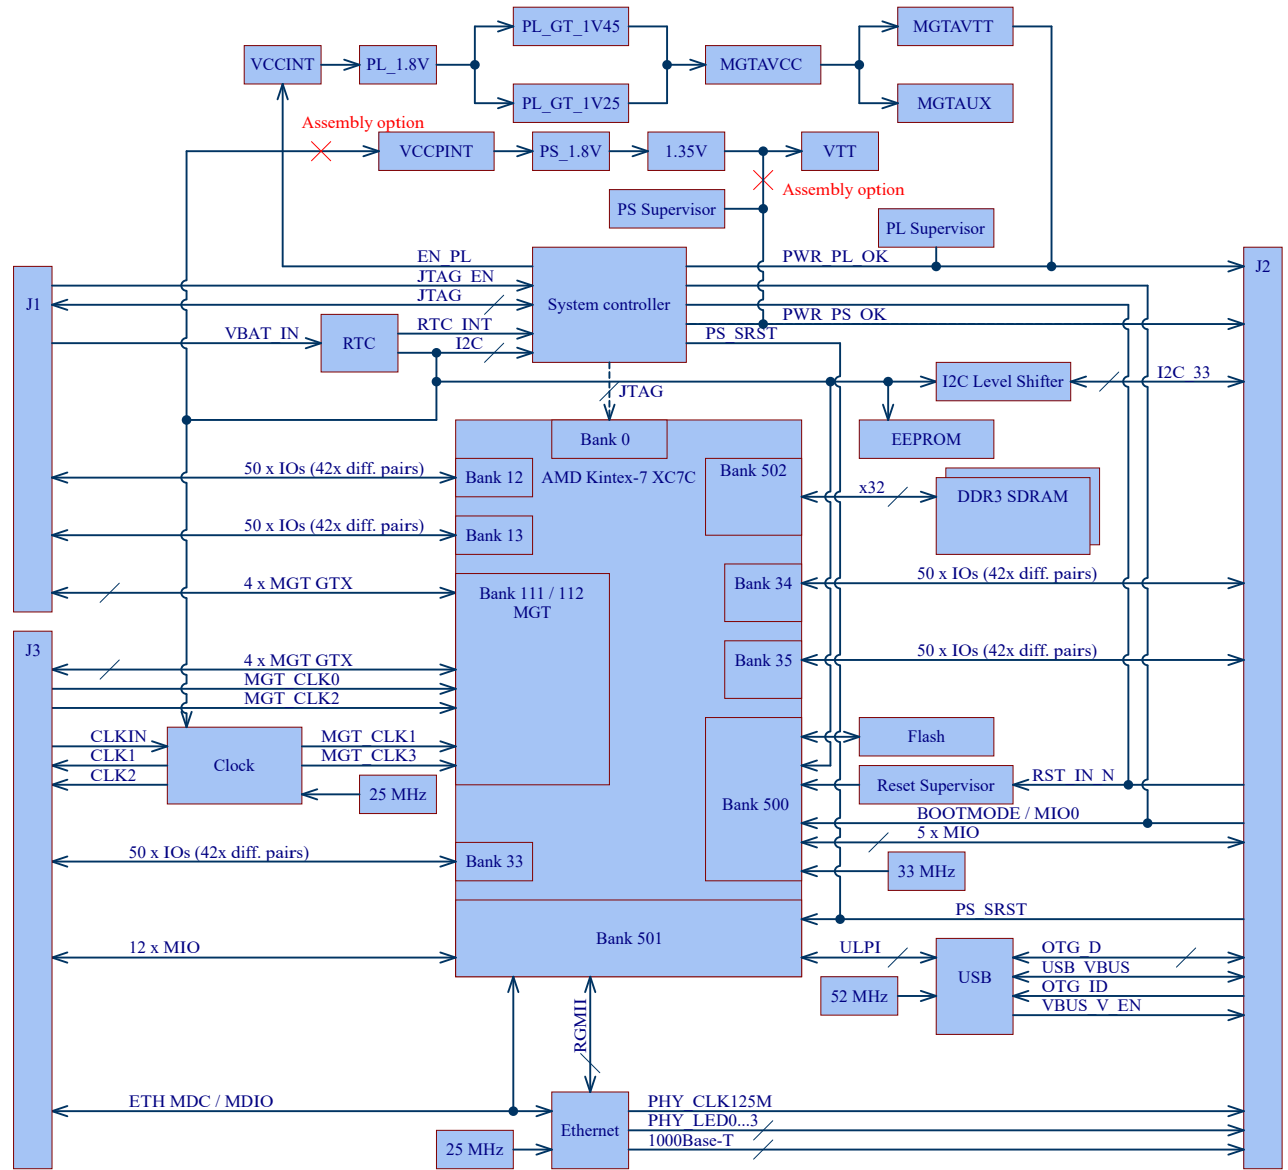 PL_GT_1V45
MGTAVTT
VCCINT
PL_1.8V
MGTAVCC
PL_GT_1V25
MGTAUX
Assembly option
VCCPINT
PS_1.8V
1.35V
VTT
Assembly option
PS Supervisor
PL Supervisor
EN_PL
PWR_PL_OK
J2
JTAG_EN
JTAG
J1
System controller
PWR_PS_OK
VBAT_IN
RTC
RTC_INT
I2C
PS_SRST
JTAG
I2C Level Shifter
I2C_33
Bank 0
EEPROM
50 x IOs (42x diff. pairs)
Bank 12
AMD Kintex-7 XC7C
Bank 502
x32
DDR3 SDRAM
50 x IOs (42x diff. pairs)
Bank 13
4 x MGT GTX
Bank 111 / 112
MGT
Bank 34
50 x IOs (42x diff. pairs)
J3
4 x MGT GTX
MGT_CLK0
MGT_CLK2
Bank 35
50 x IOs (42x diff. pairs)
CLKIN
CLK1
CLK2
Clock
MGT_CLK1
MGT_CLK3
25 MHz
Flash
Reset Supervisor
RST_IN_N
Bank 500
BOOTMODE / MIO0
5 x MIO
50 x IOs (42x diff. pairs)
Bank 33
33 MHz
PS_SRST
12 x MIO
Bank 501
ULPI
USB
OTG_D
USB_VBUS
OTG_ID
VBUS_V_EN
52 MHz
RGMII
ETH MDC / MDIO
Ethernet
PHY_CLK125M
PHY_LED0...3
1000Base-T
25 MHz